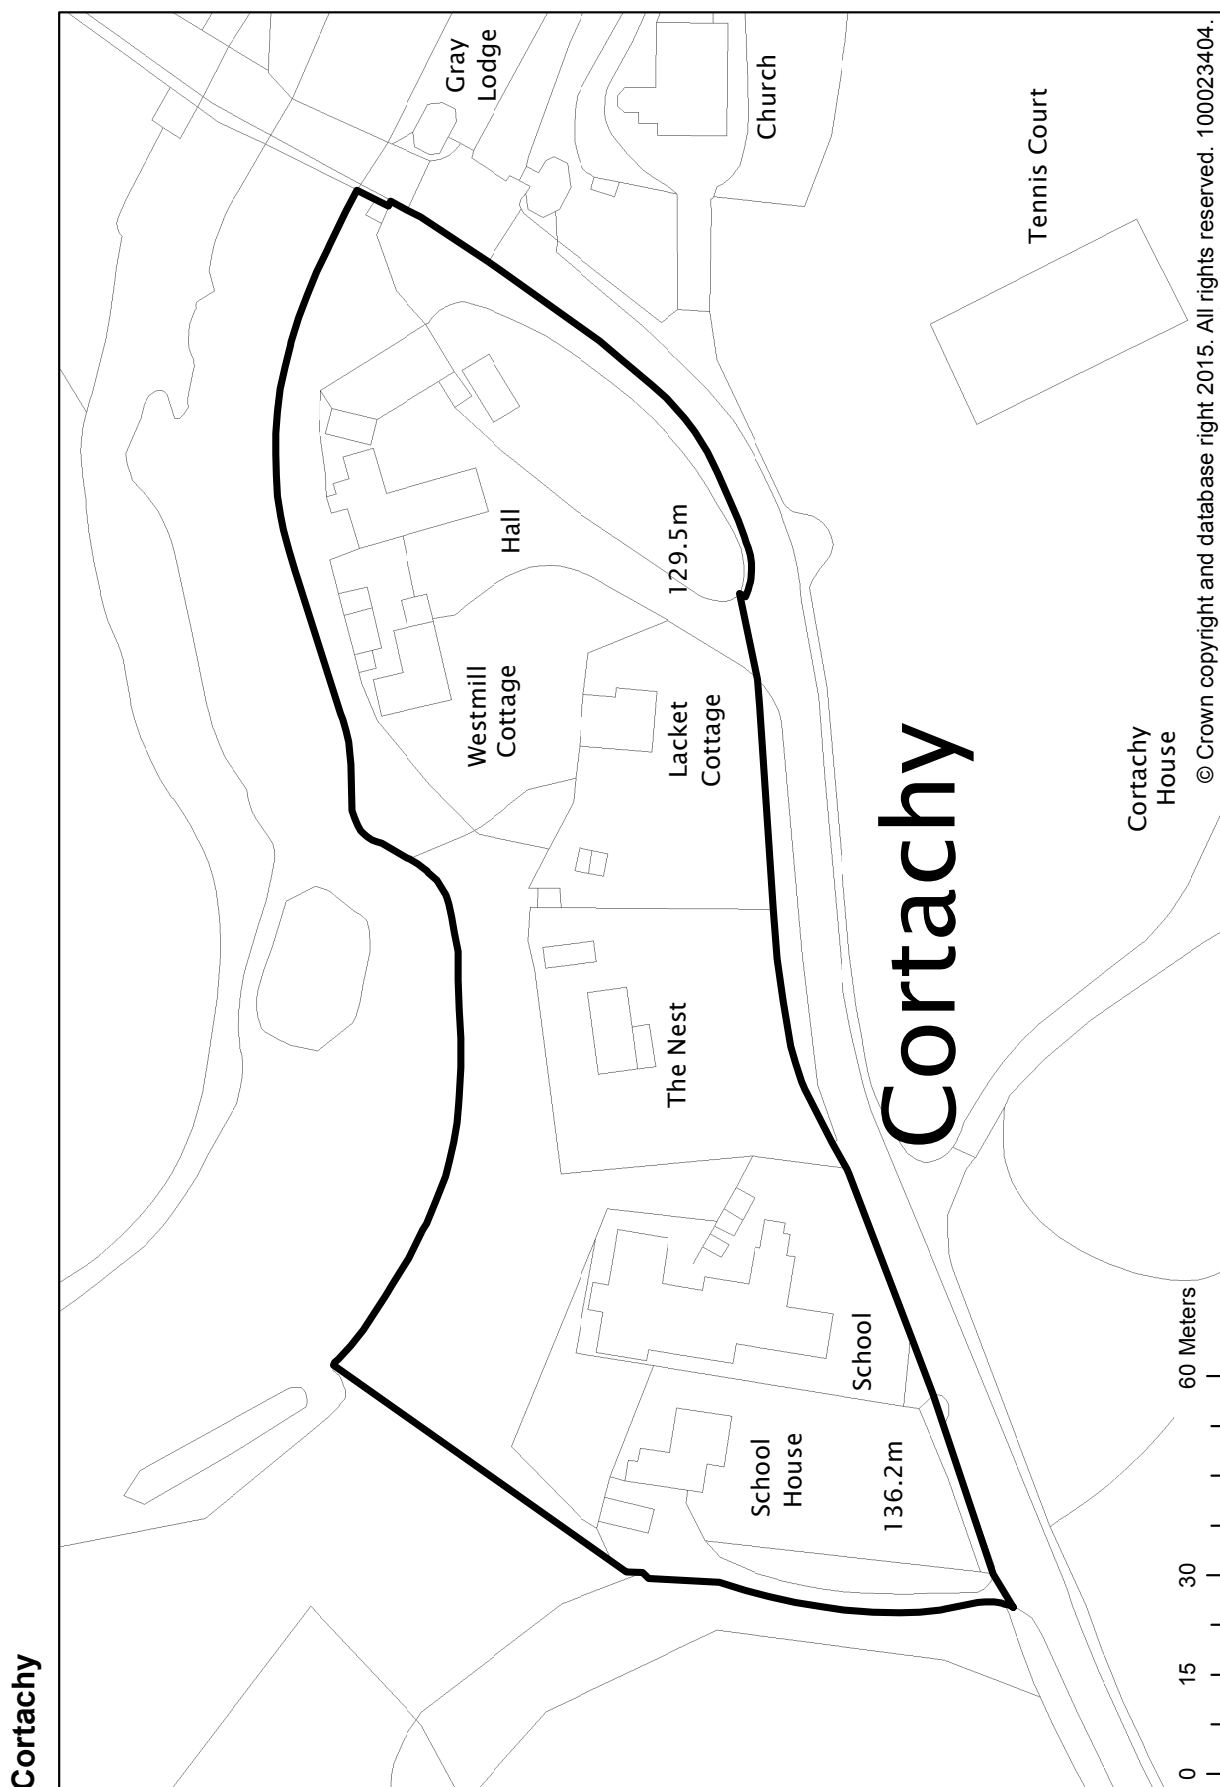 Cortachy
Gray
Lodge
Church
Tennis Court
Hall
129.5m
Westmill
Cottage
Lacket
Cottage
The Nest
Cortachy
Cortachy
House
School
School
House
136.2m
0 15 30 60 Meters
© Crown copyright and database right 2015. All rights reserved. 100023404.